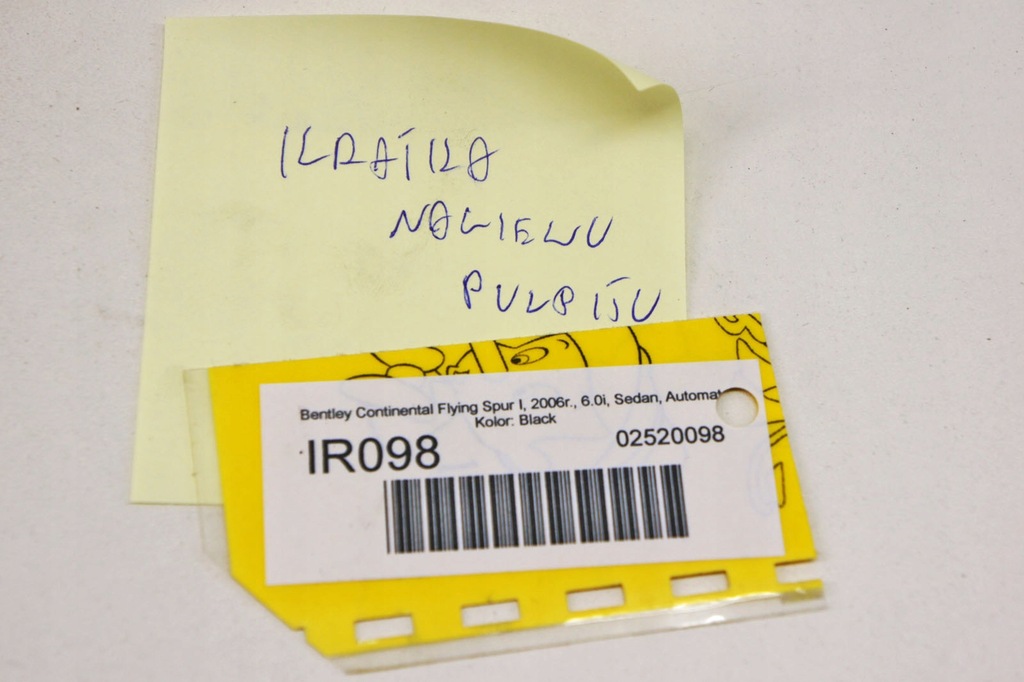 KRATKA
NAWIEWU
PULPITU
Bentley Continental Flying Spur I, 2006r., 6.0i, Sedan, Automat
Kolor: Black
IR098
02520098